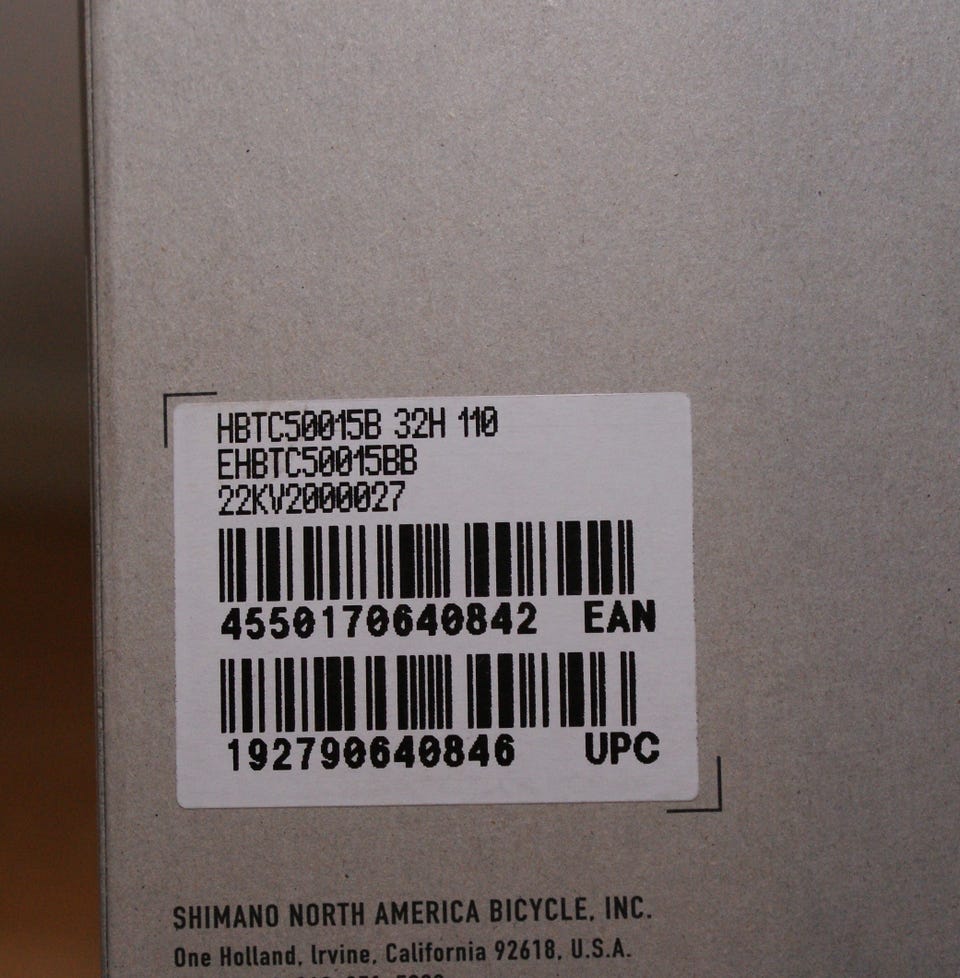 HBTC50015B 32H 110
EHBTC50015BB
22KV2000027
4550170640842 EAN
192790640846 UPC
SHIMANO NORTH AMERICA BICYCLE, INC.
One Holland, Irvine, California 92618, U.S.A.